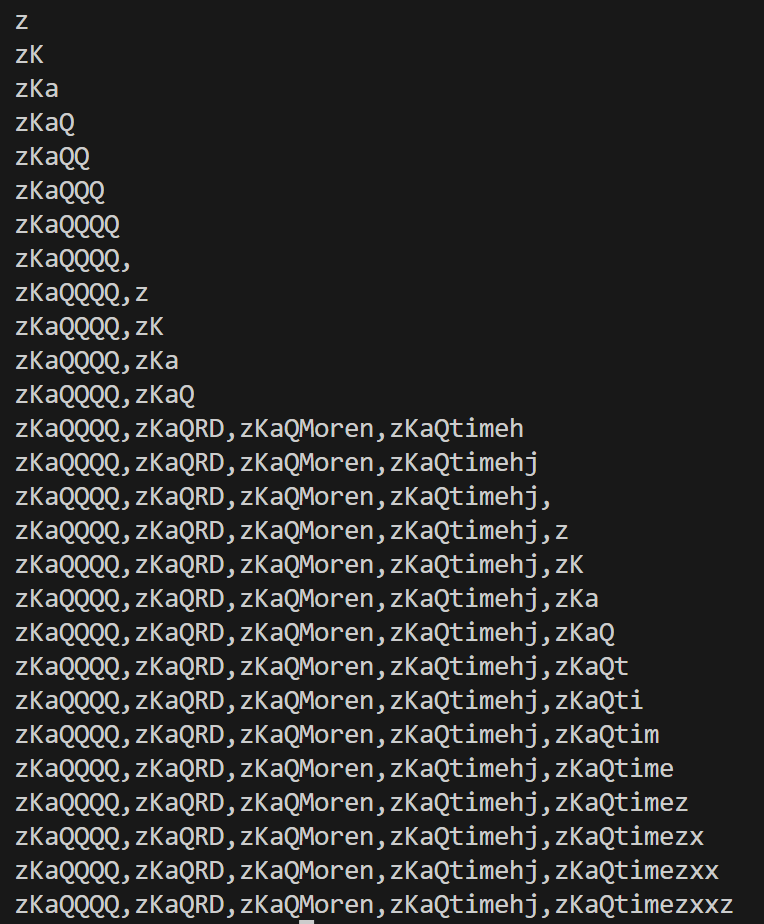 z
zK
zKa
zKaQ
zKaQQ
zKaQQQ
zKaQQQQ
zKaQQQQ,
zKaQQQQ,z
zKaQQQQ,zK
zKaQQQQ,zKa
zKaQQQQ,zKaQ
zKaQQQQ,zKaQRD,zKaQMoren,zKaQtimeh
zKaQQQQ,zKaQRD,zKaQMoren,zKaQtimehj
zKaQQQQ,zKaQRD,zKaQMoren,zKaQtimehj,
zKaQQQQ,zKaQRD,zKaQMoren,zKaQtimehj,z
zKaQQQQ,zKaQRD,zKaQMoren,zKaQtimehj,zK
zKaQQQQ,zKaQRD,zKaQMoren,zKaQtimehj,zKa
zKaQQQQ,zKaQRD,zKaQMoren,zKaQtimehj,zKaQ
zKaQQQQ,zKaQRD,zKaQMoren,zKaQtimehj,zKaQt
zKaQQQQ,zKaQRD,zKaQMoren,zKaQtimehj,zKaQti
zKaQQQQ,zKaQRD,zKaQMoren,zKaQtimehj,zKaQtim
zKaQQQQ,zKaQRD,zKaQMoren,zKaQtimehj,zKaQtime
zKaQQQQ,zKaQRD,zKaQMoren,zKaQtimehj,zKaQtimez
zKaQQQQ,zKaQRD,zKaQMoren,zKaQtimehj,zKaQtimezx
zKaQQQQ,zKaQRD,zKaQMoren,zKaQtimehj,zKaQtimezxx
zKaQQQQ,zKaQRD,zKaQMoren,zKaQtimehj,zKaQtimezxxz